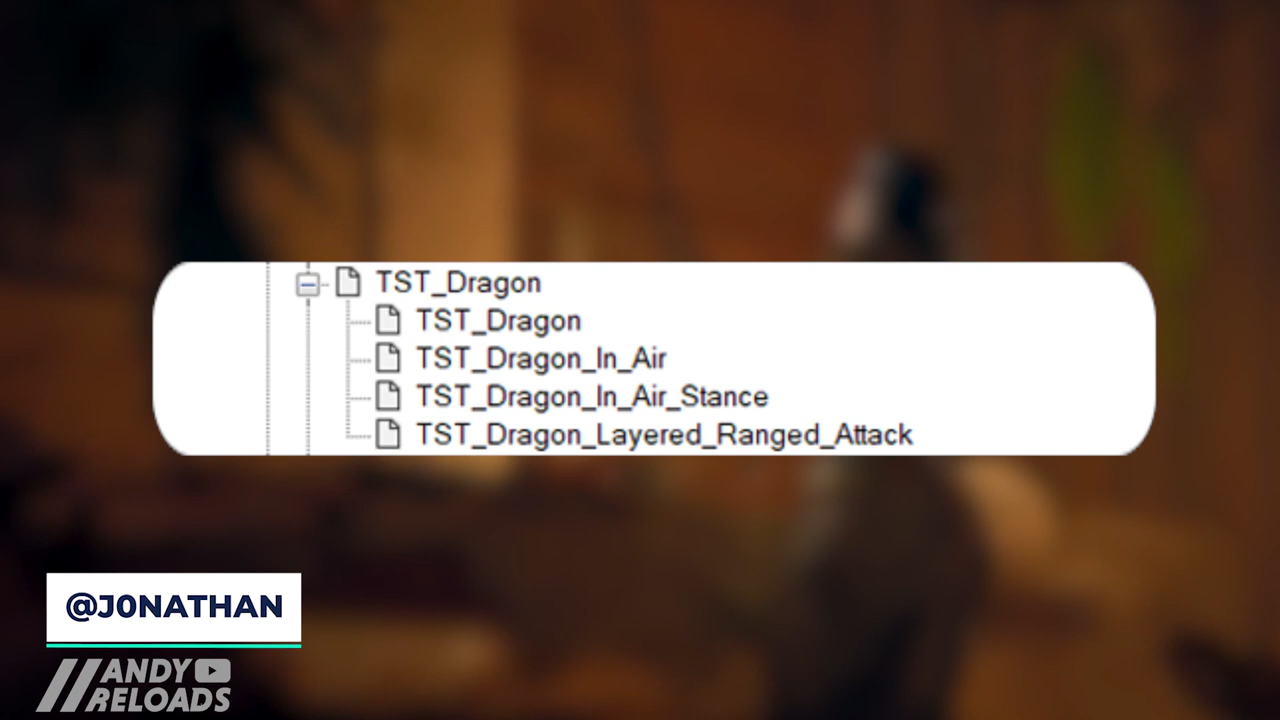 TST_Dragon
TST_Dragon
TST_Dragon_In_Air
TST_Dragon_In_Air_Stance
TST_Dragon_Layered_Ranged_Attack
@J0NATHAN
//ANDY
RELOADS